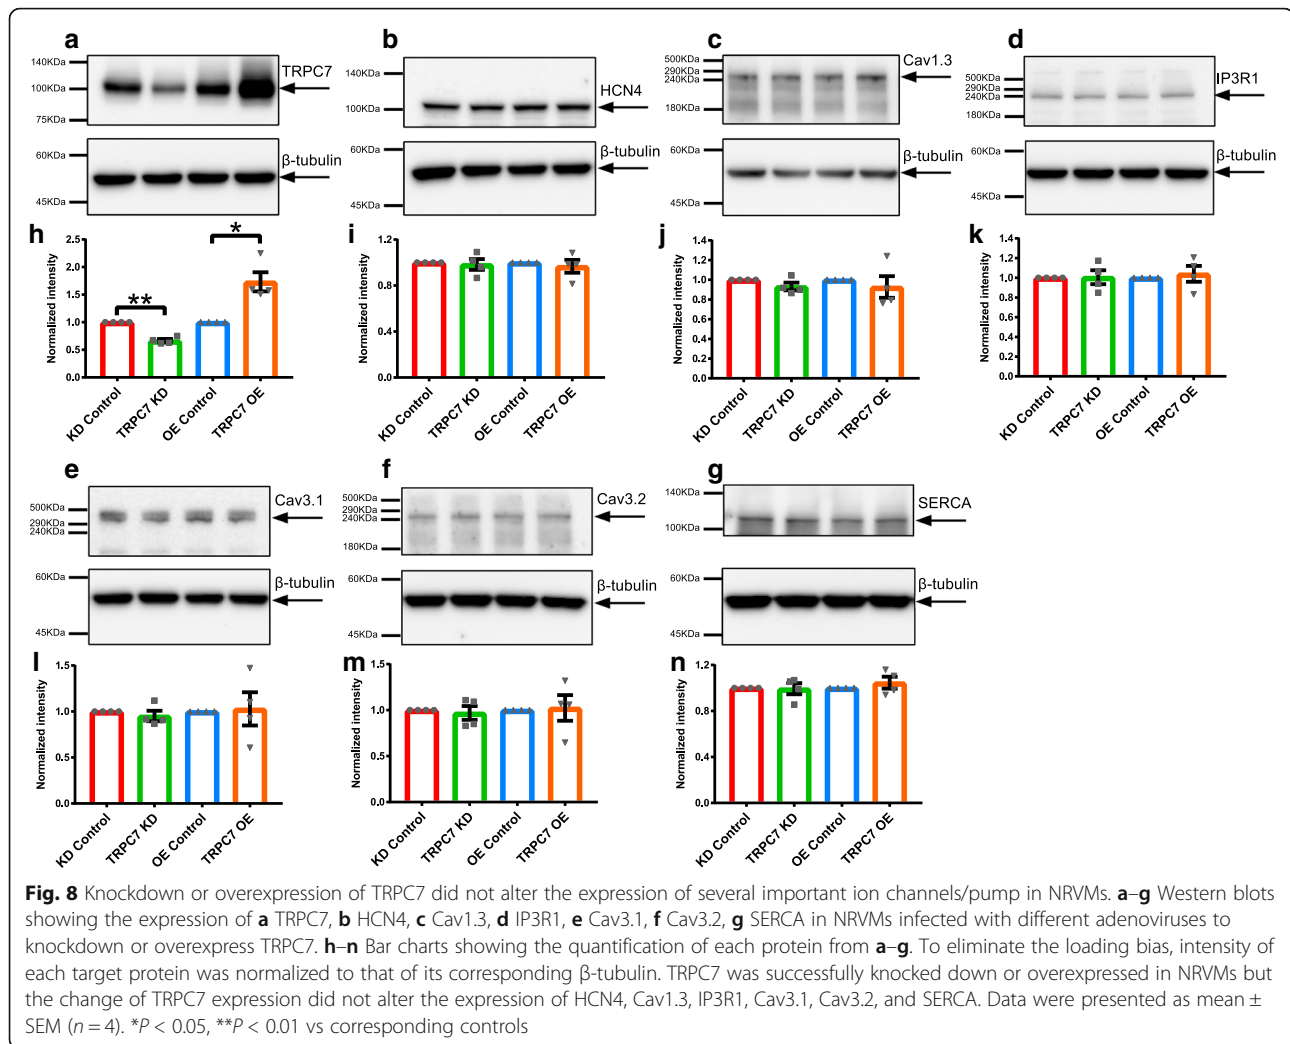 a
140KDa
100KDa
75KDa
TRPC7
60KDa
45KDa
β-tubulin
b
140KDa
100KDa
HCN4
60KDa
45KDa
β-tubulin
c
500KDa
290KDa
240KDa
180KDa
Cav1.3
60KDa
45KDa
β-tubulin
d
500KDa
290KDa
240KDa
180KDa
IP3R1
60KDa
45KDa
β-tubulin
h
Normalized intensity
2.5
2.0
1.5
1.0
0.5
0.0
**
*
KD Control
TRPC7 KD
OE Control
TRPC7 OE
i
Normalized intensity
1.2
0.8
0.4
0.0
KD Control
TRPC7 KD
OE Control
TRPC7 OE
j
Normalized intensity
1.4
1.2
1.0
0.8
0.6
0.4
0.2
0.0
KD Control
TRPC7 KD
OE Control
TRPC7 OE
k
Normalized intensity
1.4
1.2
1.0
0.8
0.6
0.4
0.2
0.0
KD Control
TRPC7 KD
OE Control
TRPC7 OE
e
500KDa
290KDa
240KDa
Cav3.1
60KDa
45KDa
β-tubulin
f
500KDa
290KDa
240KDa
180KDa
Cav3.2
60KDa
45KDa
β-tubulin
g
140KDa
100KDa
SERCA
60KDa
45KDa
β-tubulin
l
Normalized intensity
1.5
1.0
0.5
0.0
KD Control
TRPC7 KD
OE Control
TRPC7 OE
m
Normalized intensity
1.5
1.0
0.5
0.0
KD Control
TRPC7 KD
OE Control
TRPC7 OE
n
Normalized intensity
1.2
0.8
0.4
0.0
KD Control
TRPC7 KD
OE Control
TRPC7 OE
Fig. 8 Knockdown or overexpression of TRPC7 did not alter the expression of several important ion channels/pump in NRVMs. a–g Western blots
showing the expression of a TRPC7, b HCN4, c Cav1.3, d IP3R1, e Cav3.1, f Cav3.2, g SERCA in NRVMs infected with different adenoviruses to
knockdown or overexpress TRPC7. h–n Bar charts showing the quantification of each protein from a–g. To eliminate the loading bias, intensity of
each target protein was normalized to that of its corresponding β-tubulin. TRPC7 was successfully knocked down or overexpressed in NRVMs but
the change of TRPC7 expression did not alter the expression of HCN4, Cav1.3, IP3R1, Cav3.1, Cav3.2, and SERCA. Data were presented as mean ±
SEM (n = 4). *P < 0.05, **P < 0.01 vs corresponding controls